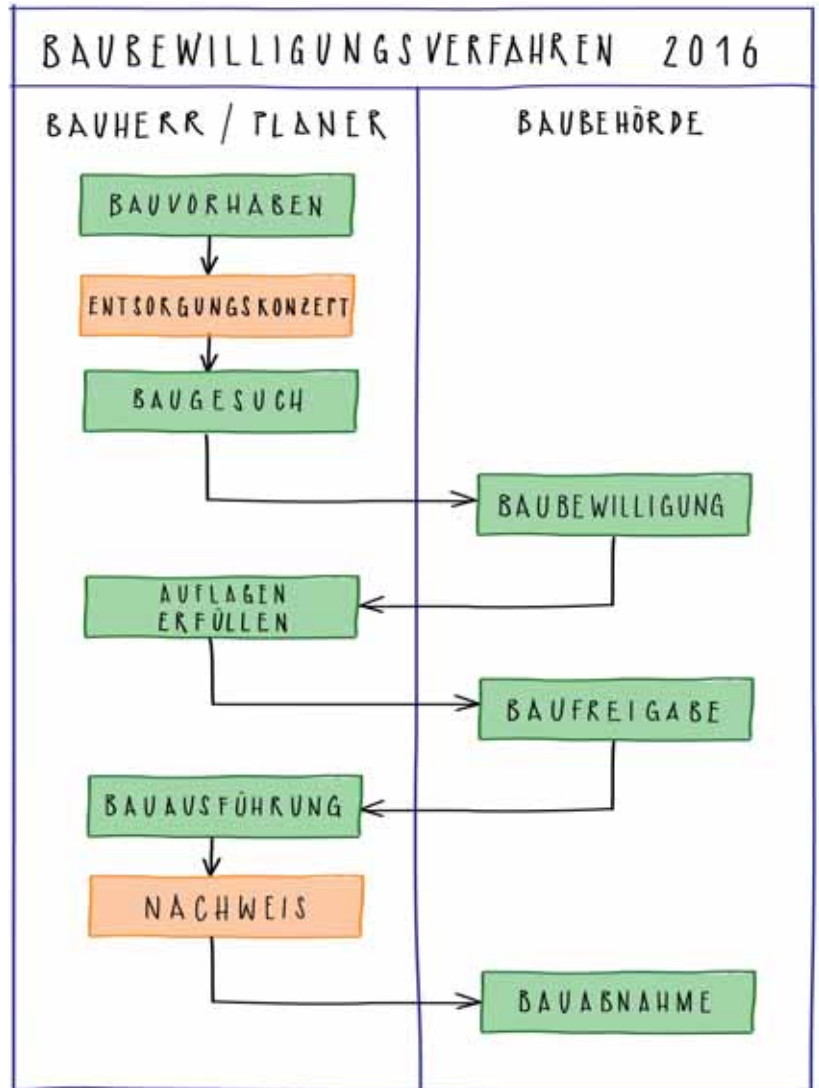 BAUBEWILLIGUNGSVERFAHREN 2016
BAUHERR / PLANER
BAUBEHÖRDE
BAUVORHABEN
ENTSORGUNGSKONZEPT
BAUGESUCH
BAUBEWILLIGUNG
AUFLAGEN
ERFÜLLEN
BAUFREIGABE
BAUAUSFÜHRUNG
NACHWEIS
BAUABNAHME